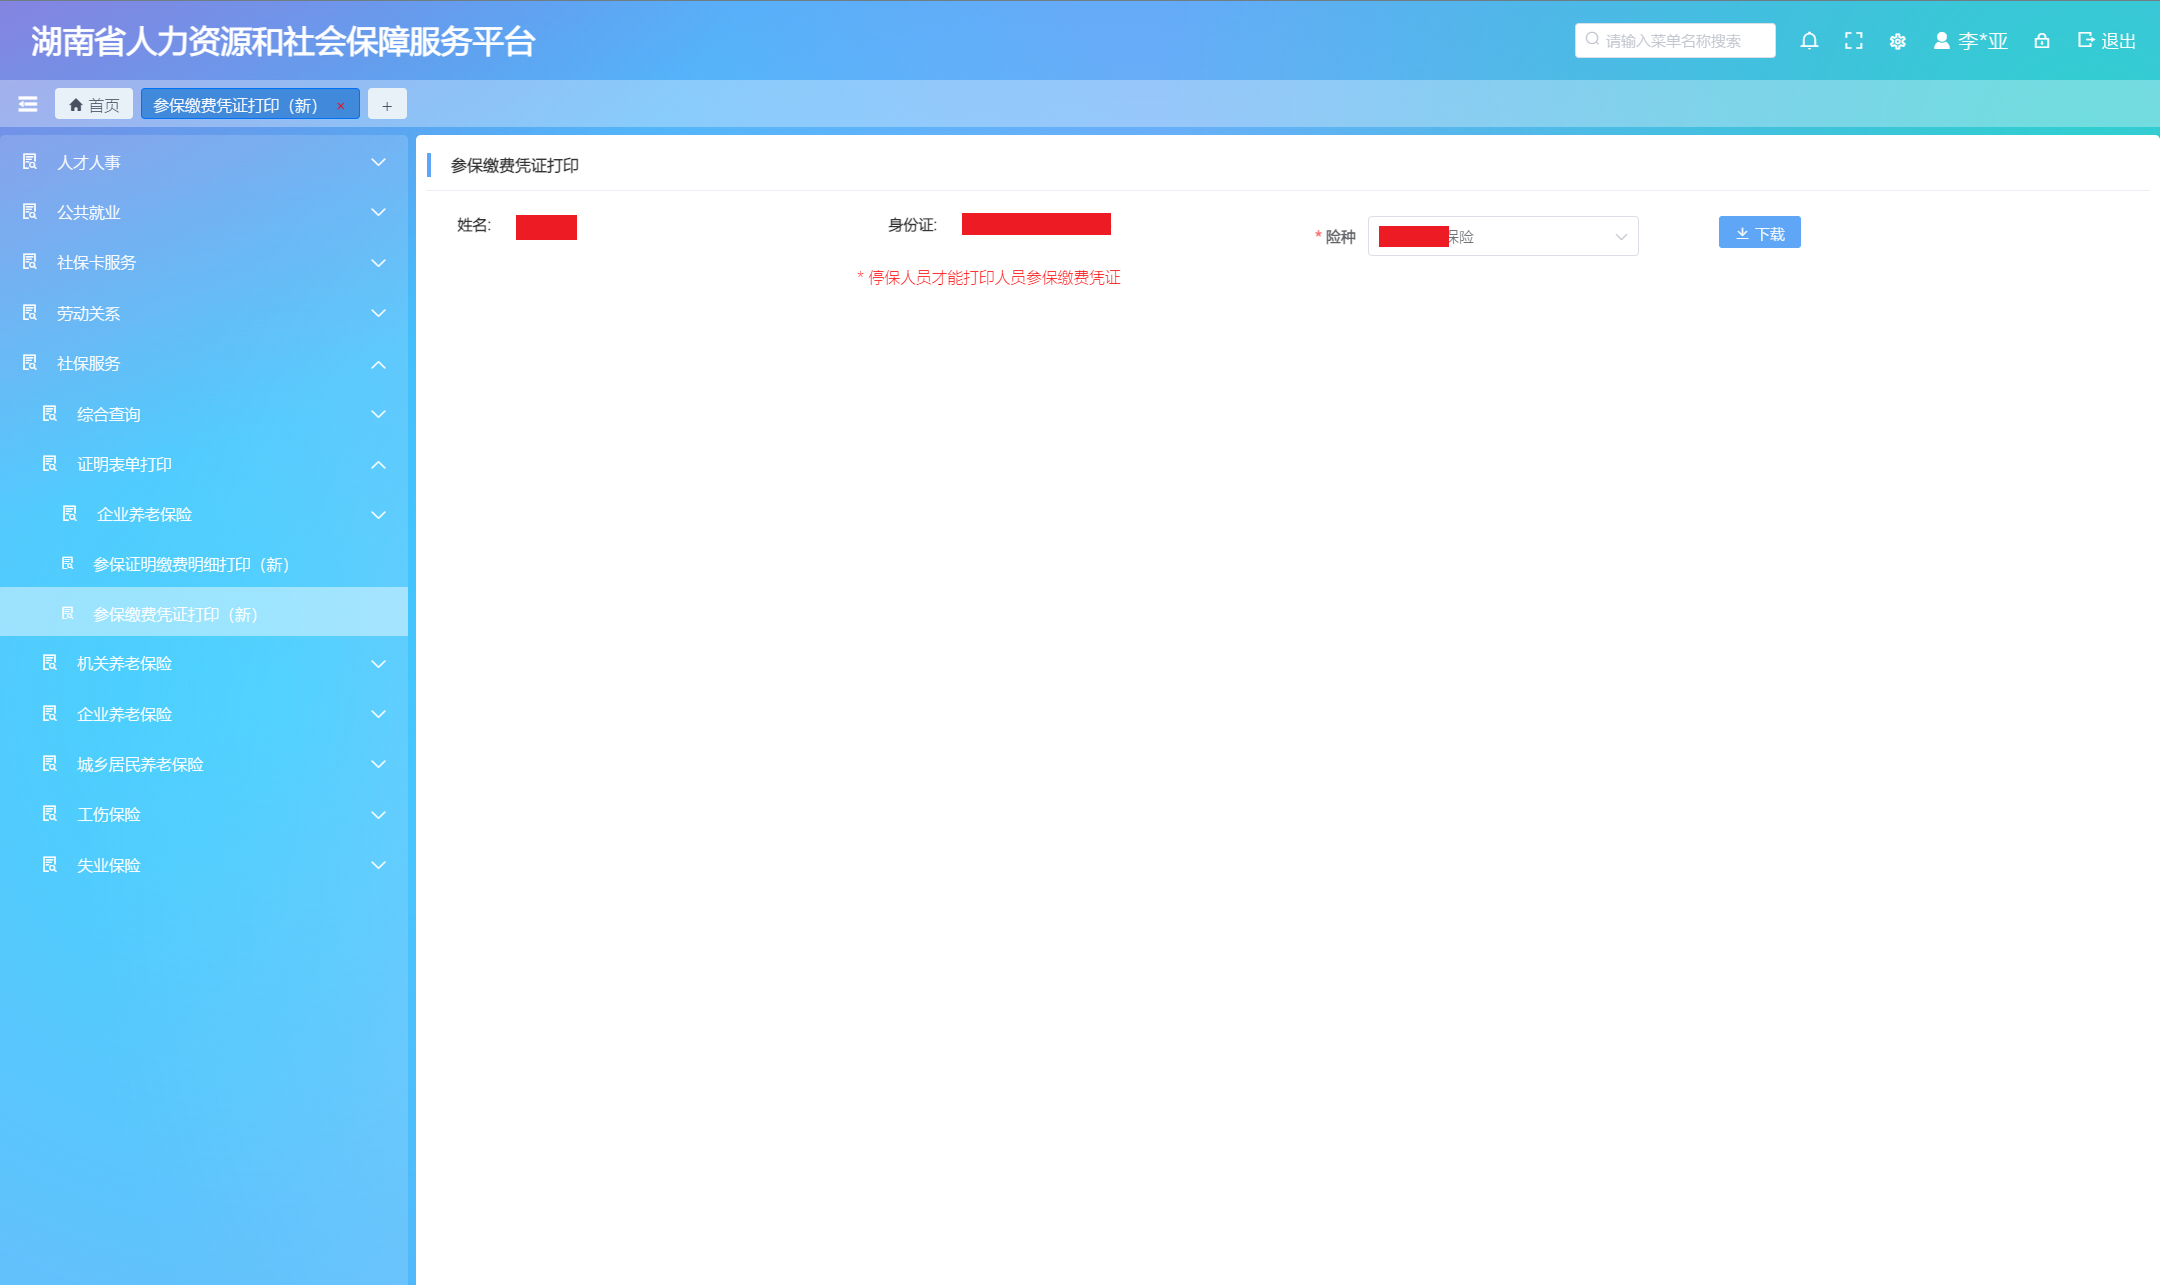 湖南省人力资源和社会保障服务平台
请输入菜单名称搜索
李*亚
退出
首页
参保缴费凭证打印（新） ×
+
人才人事
公共就业
社保卡服务
劳动关系
社保服务
综合查询
证明表单打印
企业养老保险
参保证明缴费明细打印（新）
参保缴费凭证打印（新）
机关养老保险
企业养老保险
城乡居民养老保险
工伤保险
失业保险
参保缴费凭证打印
姓名:
身份证:
* 险种
保险
下载
* 停保人员才能打印人员参保缴费凭证